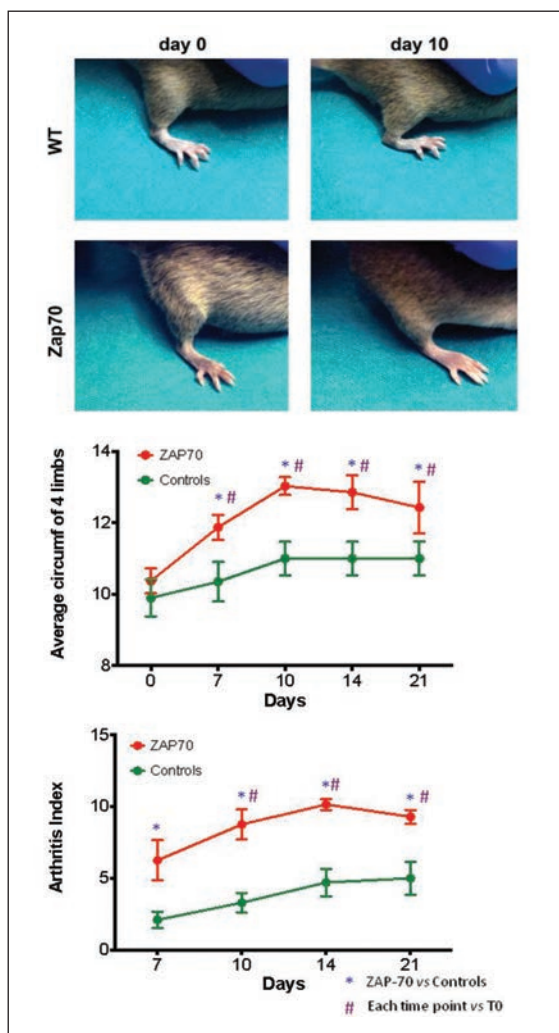 day 0 day 10
WT
Zap70
ZAP70
Controls
Average circumf of 4 limbs
14
12
10
8
* # * # * # * #
0 7 10 14 21
Days
ZAP70
Controls
Arthritis Index
15
10
5
0
* * # *# * #
7 10 14 21
Days
* ZAP-70 vs Controls
# Each time point vs T0